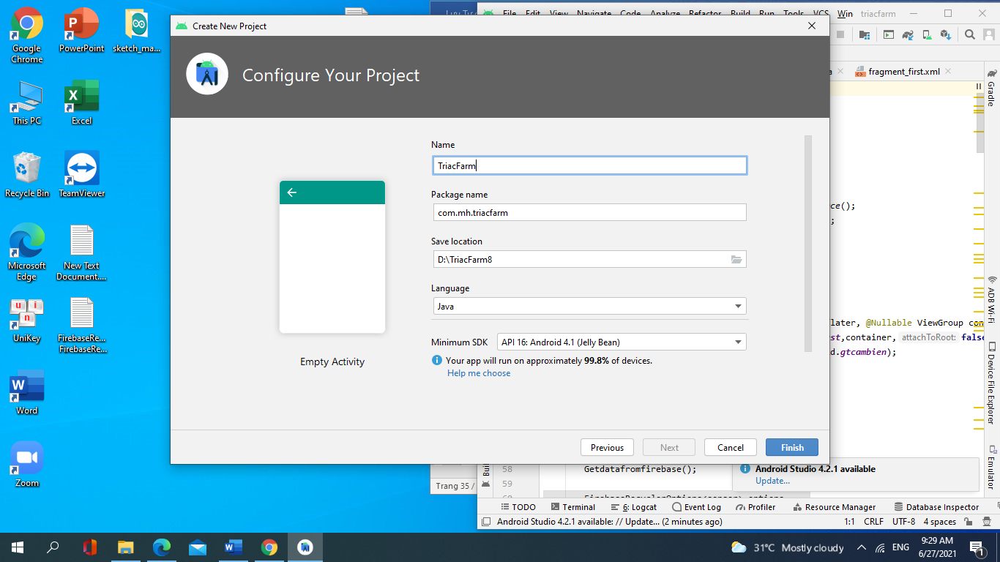 Google
Chrome
PowerPoint
sketch_ma...
This PC
Excel
Recycle Bin
TeamViewer
Microsoft
Edge
New Text
Document....
UniKey
FirebaseRe...
FirebaseRe...
Word
Zoom
File Edit View Navigate Code Analyze Refactor Build Run Tools VCS Win triacfarm
Create New Project
Configure Your Project
Name
TriacFarm
Package name
com.mh.triacfarm
Save location
D:\TriacFarm8
Language
Java
Minimum SDK API 16: Android 4.1 (Jelly Bean)
Your app will run on approximately 99.8% of devices.
Help me choose
Empty Activity
Previous Next Cancel Finish
a fragment_first.xml
ce();
;
later, @Nullable ViewGroup con
st,container, attachToRoot: false
d.gtcambien);
Gradle
ADB Wi-Fi
Device File Explorer
Emulator
Build
58 Getdatafromfirebase();
59
Android Studio 4.2.1 available
Update...
Trang 35 /
TODO Terminal 6: Logcat Event Log Profiler Resource Manager Database Inspector
Android Studio 4.2.1 available: // Update... (2 minutes ago) 1:1 CRLF UTF-8 4 spaces
31°C Mostly cloudy ENG
9:29 AM
6/27/2021
1